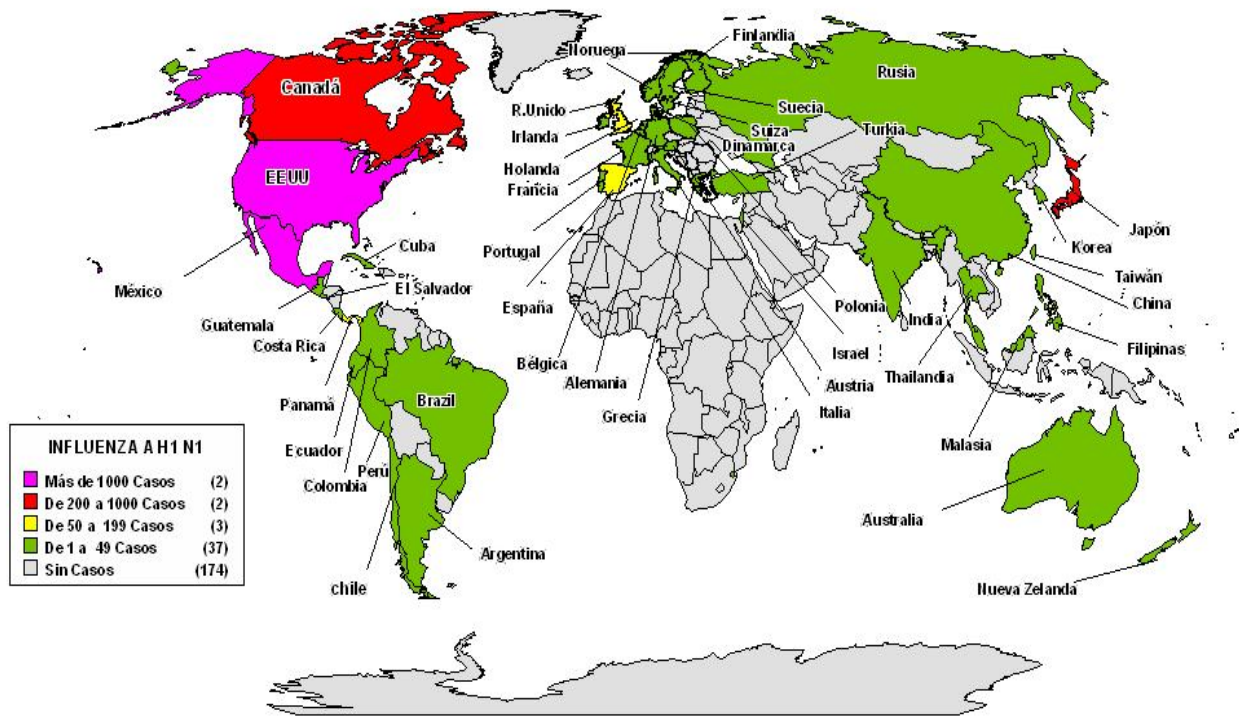 Noruega
Finlandia
Canadá
Rusia
R.Unido
Suecia
Irlanda
Suiza
Turkia
Dinamarca
Holanda
EEUU
Francia
Japón
Cuba
Portugal
Korea
México
El Salvador
Taiwán
España
Polonia
China
Guatemala
India
Costa Rica
Bélgica
Israel
Filipinas
Alemania
Austria
Thailandia
Panamá
Brazil
Grecia
Italia
Malasia
Ecuador
Perú
Colombia
Australia
Argentina
Chile
Nueva Zelanda
INFLUENZA A H1 N1
Más de 1000 Casos (2)
De 200 a 1000 Casos (2)
De 50 a 199 Casos (3)
De 1 a 49 Casos (37)
Sin Casos (174)